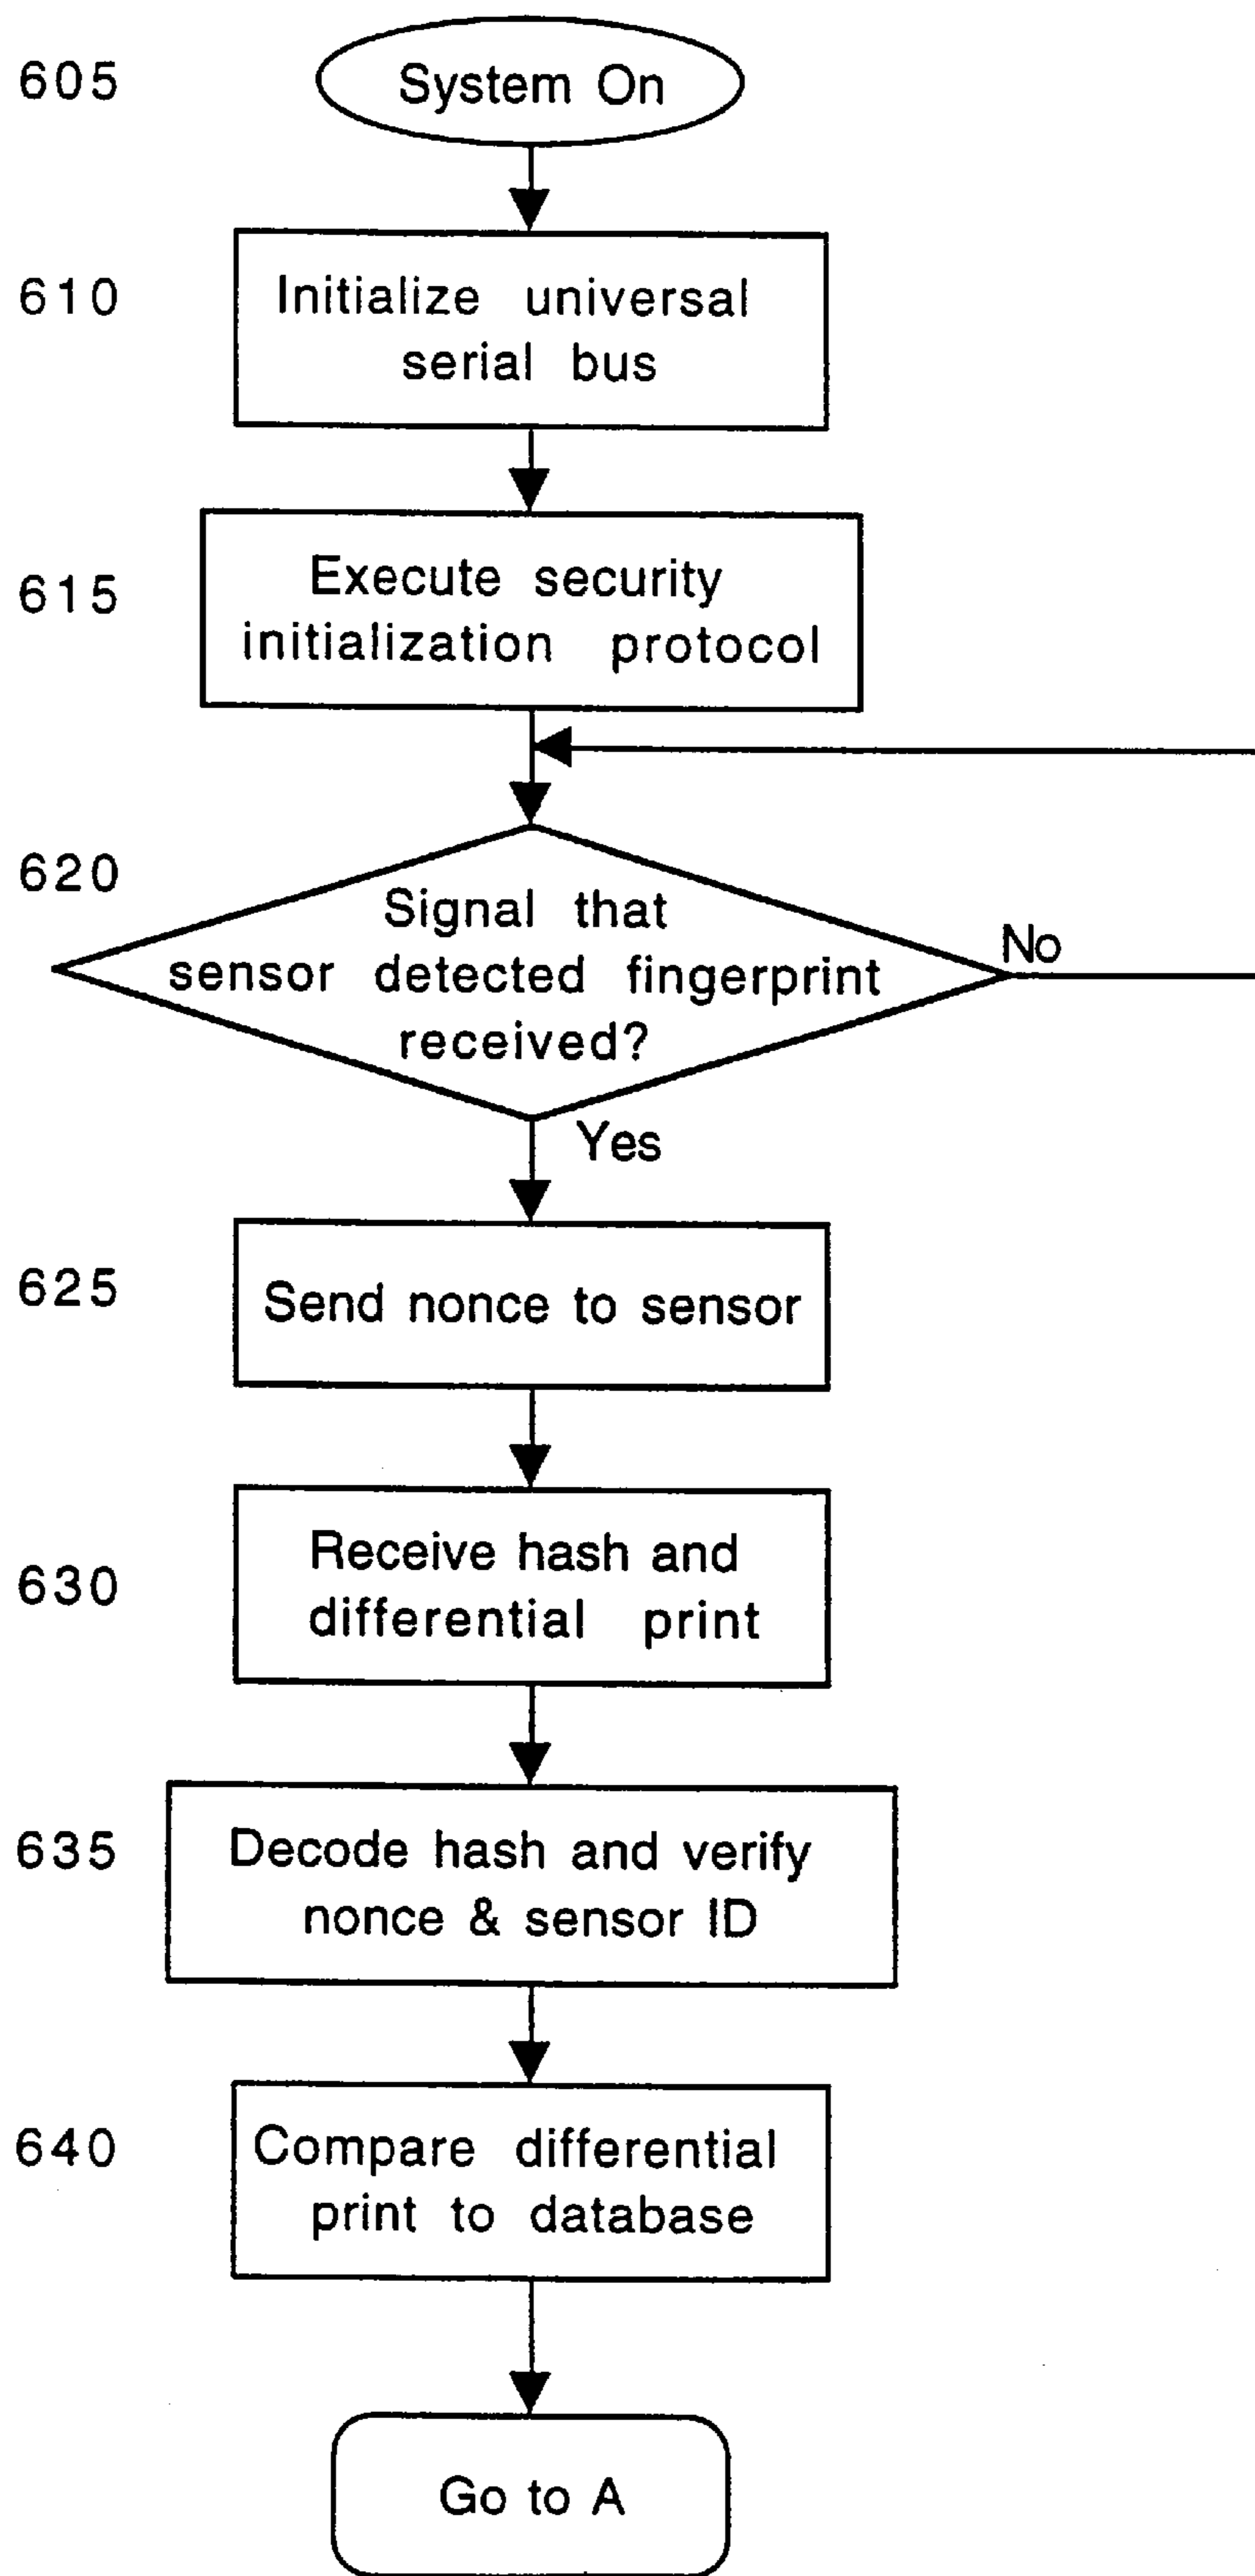 605
System On
610
Initialize universal
serial bus
615
Execute security
initialization protocol
620
Signal that
sensor detected fingerprint
received?
No
Yes
625
Send nonce to sensor
630
Receive hash and
differential print
635
Decode hash and verify
nonce & sensor ID
640
Compare differential
print to database
Go to A